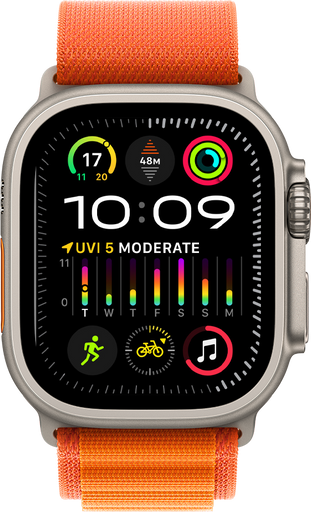 17
11 20
48M
10:09
UVI 5 MODERATE
11
0
T W T F S S M